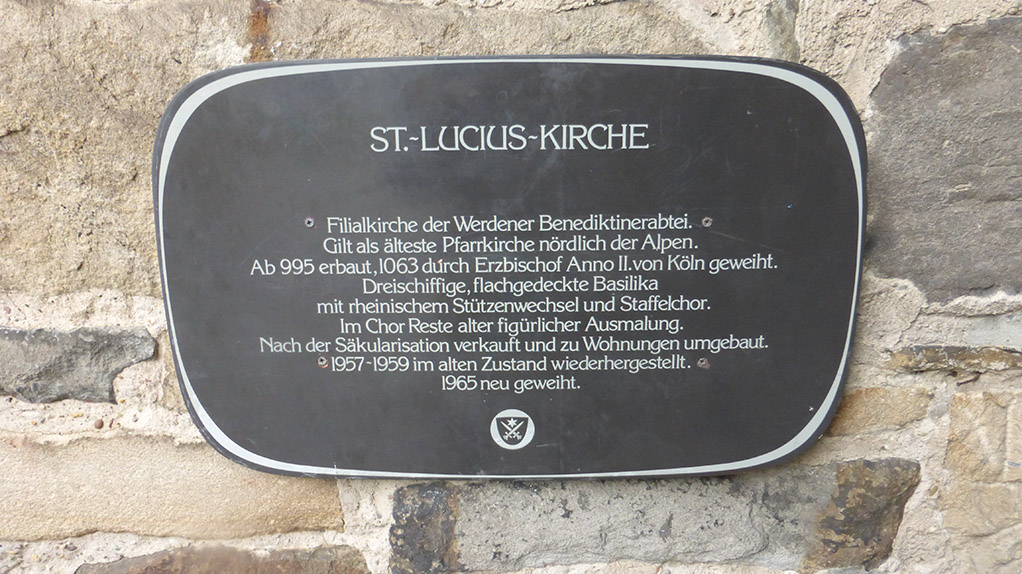 ST.-LUCIUS-KIRCHE
Filialkirche der Werdener Benediktinerabtei.
Gilt als älteste Pfarrkirche nördlich der Alpen.
Ab 995 erbaut, 1063 durch Erzbischof Anno II. von Köln geweiht.
Dreischiffige, flachgedeckte Basilika
mit rheinischem Stützenwechsel und Staffelchor.
Im Chor Reste alter figürlicher Ausmalung.
Nach der Säkularisation verkauft und zu Wohnungen umgebaut.
1957-1959 im alten Zustand wiederhergestellt.
1965 neu geweiht.